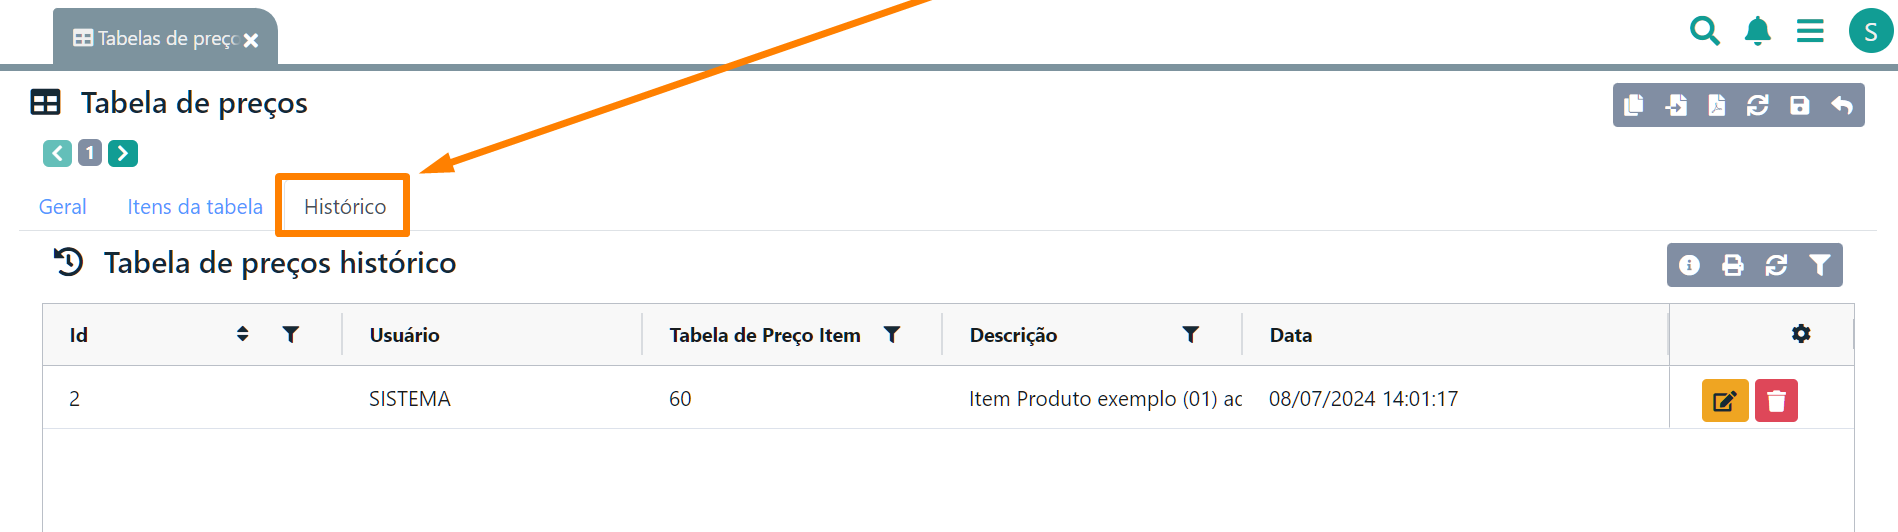 Tabelas de preç
S
Tabela de preços
1
Geral Itens da tabela Histórico
Tabela de preços histórico
Id Usuário Tabela de Preço Item Descrição Data
2 SISTEMA 60 Item Produto exemplo (01) ac 08/07/2024 14:01:17